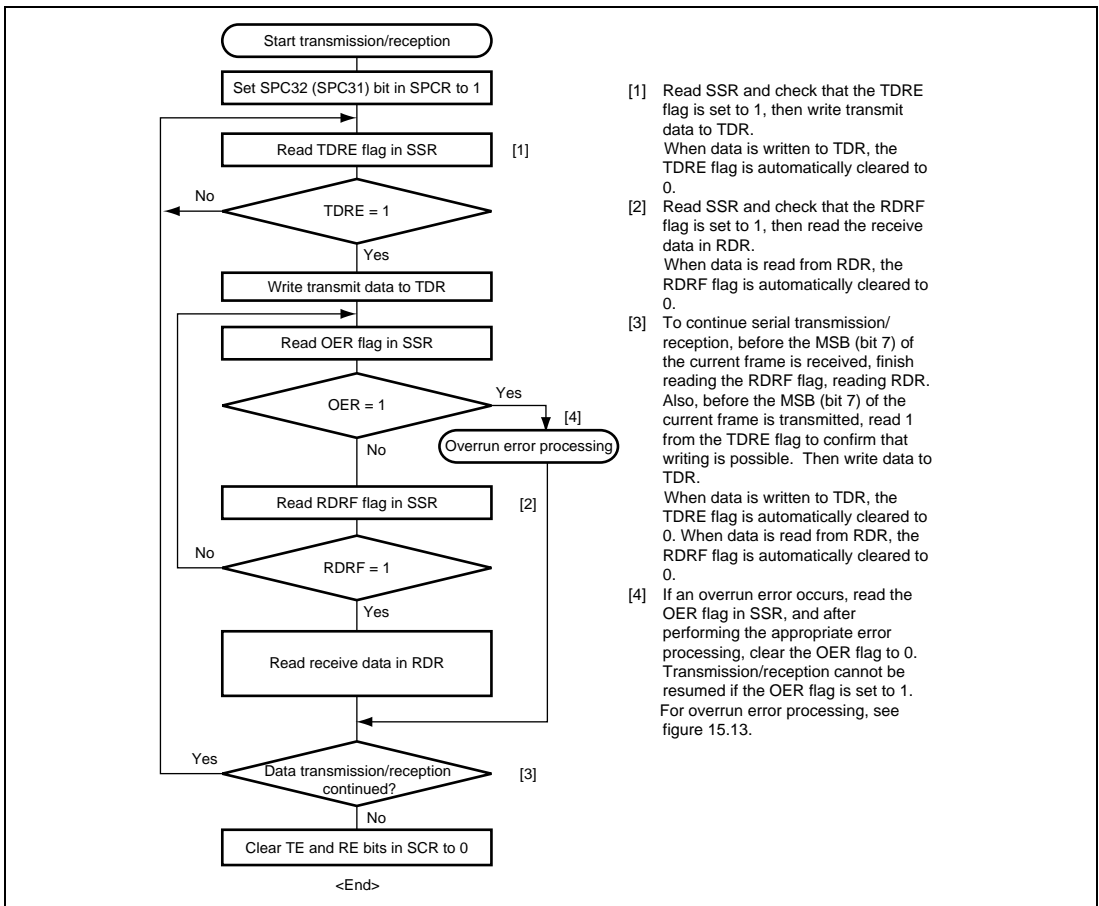 Start transmission/reception
Set SPC32 (SPC31) bit in SPCR to 1
Read TDRE flag in SSR
[1]
No
TDRE = 1
Yes
Write transmit data to TDR
Read OER flag in SSR
OER = 1
Yes
[4]
Overrun error processing
No
Read RDRF flag in SSR
[2]
No
RDRF = 1
Yes
Read receive data in RDR
Yes
Data transmission/reception
continued?
[3]
No
Clear TE and RE bits in SCR to 0
<End>
[1] Read SSR and check that the TDRE
flag is set to 1, then write transmit
data to TDR.
When data is written to TDR, the
TDRE flag is automatically cleared to
0.
[2] Read SSR and check that the RDRF
flag is set to 1, then read the receive
data in RDR.
When data is read from RDR, the
RDRF flag is automatically cleared to
0.
[3] To continue serial transmission/
reception, before the MSB (bit 7) of
the current frame is received, finish
reading the RDRF flag, reading RDR.
Also, before the MSB (bit 7) of the
current frame is transmitted, read 1
from the TDRE flag to confirm that
writing is possible. Then write data to
TDR.
When data is written to TDR, the
TDRE flag is automatically cleared to
0. When data is read from RDR, the
RDRF flag is automatically cleared to
0.
[4] If an overrun error occurs, read the
OER flag in SSR, and after
performing the appropriate error
processing, clear the OER flag to 0.
Transmission/reception cannot be
resumed if the OER flag is set to 1.
For overrun error processing, see
figure 15.13.